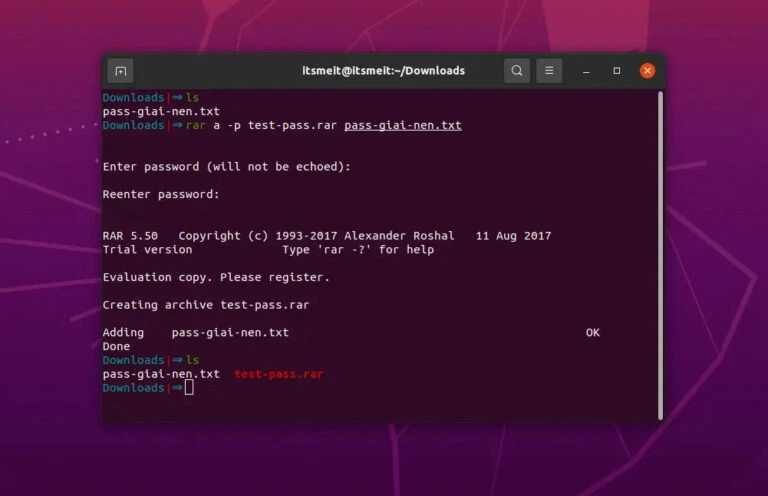 itsmeit@itsmeit:~/Downloads
Downloads|⇒ ls
pass-giai-nen.txt
Downloads|⇒ rar a -p test-pass.rar pass-giai-nen.txt
Enter password (will not be echoed):
Reenter password:
RAR 5.50   Copyright (c) 1993-2017 Alexander Roshal   11 Aug 2017
Trial version             Type 'rar -?' for help
Evaluation copy. Please register.
Creating archive test-pass.rar
Adding    pass-giai-nen.txt                                           OK
Done
Downloads|⇒ ls
pass-giai-nen.txt  test-pass.rar
Downloads|⇒